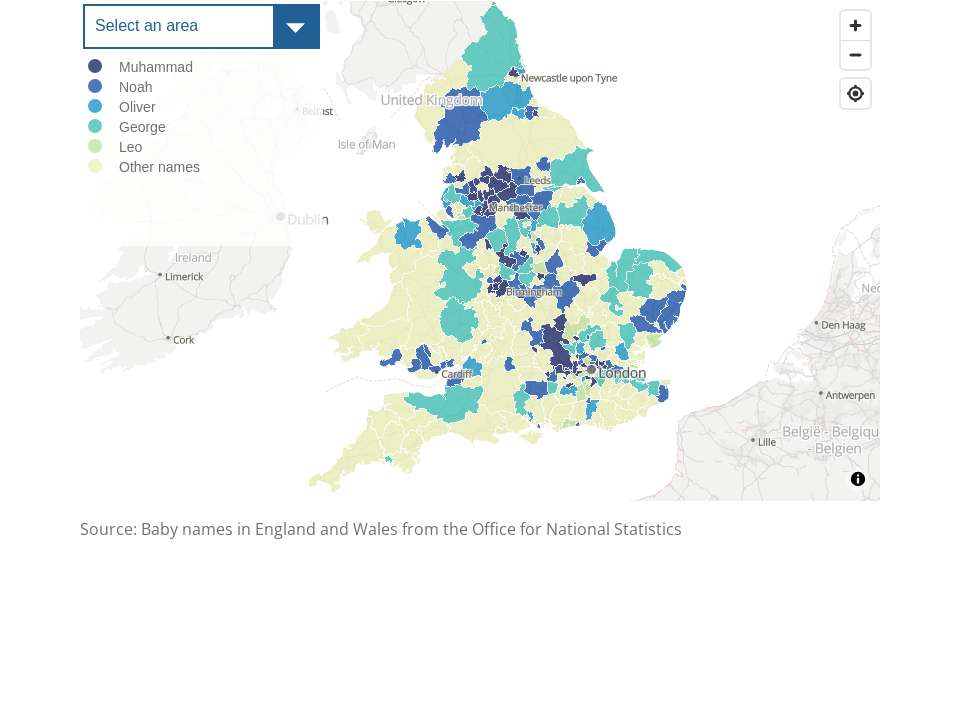 Select an area
Muhammad
Noah
Oliver
George
Leo
Other names
Newcastle upon Tyne
United Kingdom
Belfast
Isle of Man
Leeds
Manchester
Dublin
Ireland
Limerick
Birmingham
Den Haag
Cork
Cardiff
London
Antwerpen
België - Belgique
- Belgien
Lille
Source: Baby names in England and Wales from the Office for National Statistics